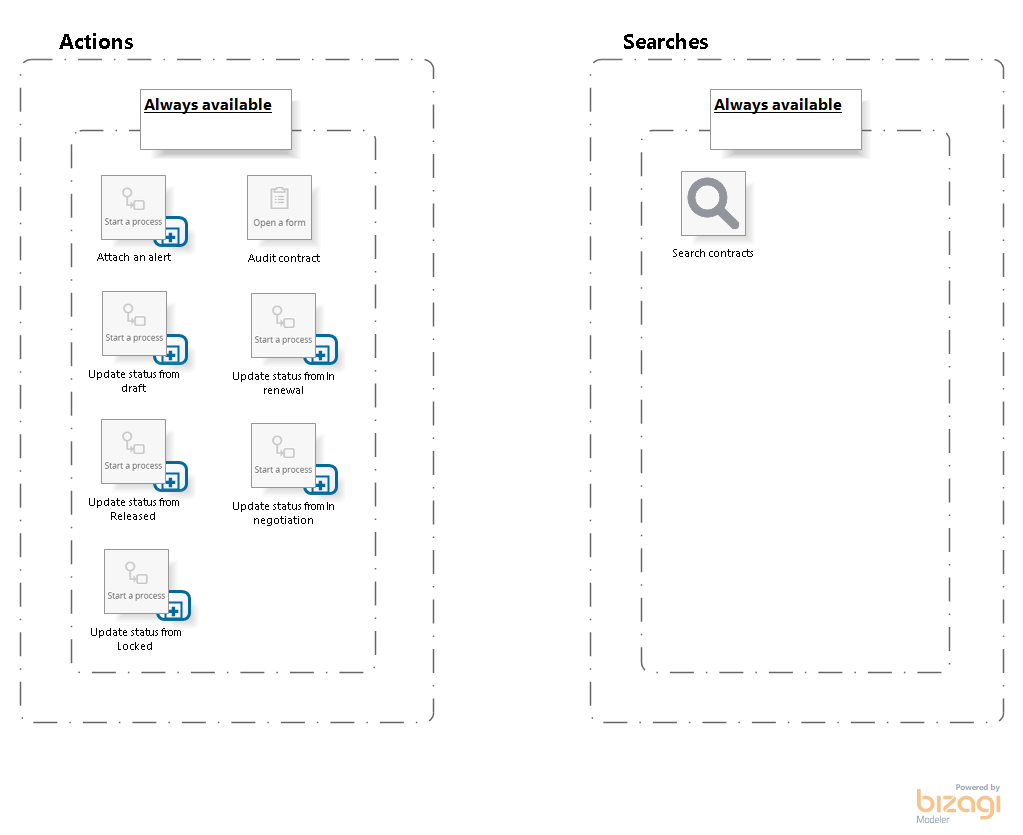 Actions
Searches
Always available
Always available
Start a process
Attach an alert
Open a form
Audit contract
Search contracts
Start a process
Update status from
draft
Start a process
Update status from In
renewal
Start a process
Update status from
Released
Start a process
Update status from In
negotiation
Start a process
Update status from
Locked
Powered by
bizagi
Modeler